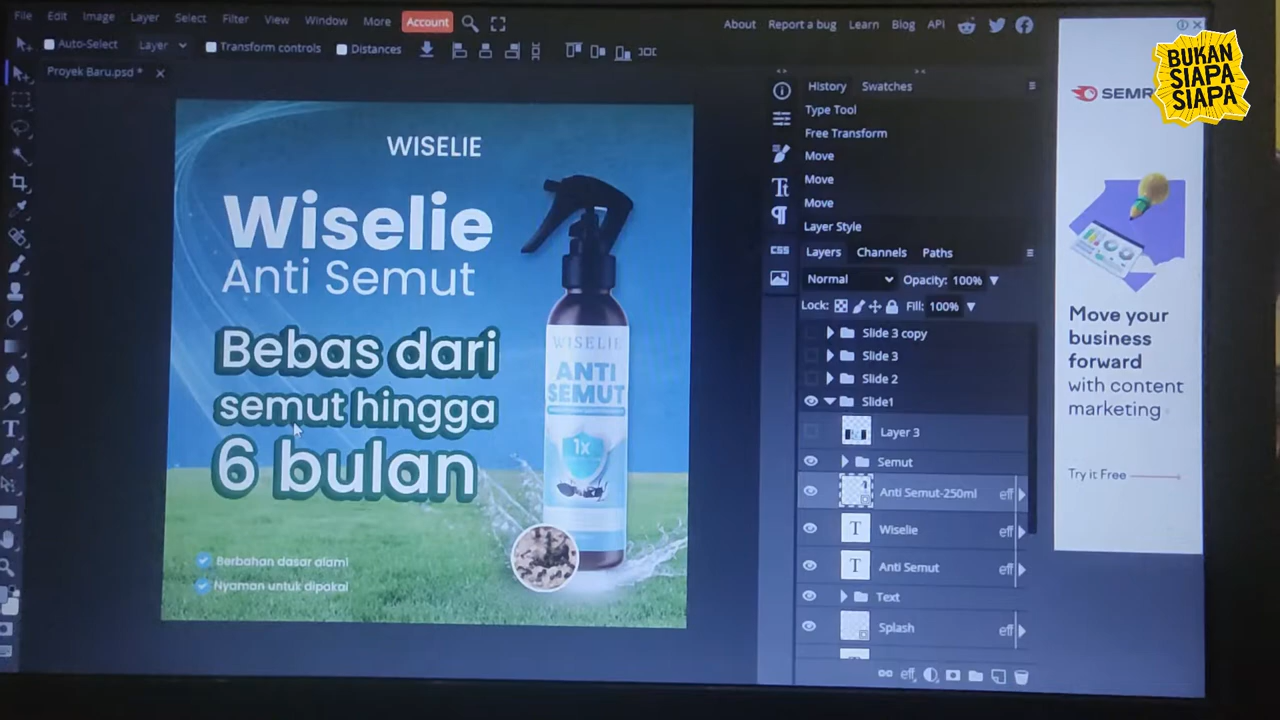 File Edit Image Layer Select Filter View Windows More Account
About Report a bug Learn Blog API
Auto-Select Layer Transform controls Distances
Proyek Baru.psd *
WISELIE
Wiselie
Anti Semut
Bebas dari
semut hingga
6 bulan
Berbahan dasar alami
Nyaman untuk dipakai
WISELIE
ANTI
SEMUT
1x
History Swatches
Type Tool
Free Transform
Move
Move
Move
Layer Style
CSS
Layers Channels Paths
Normal Opacity: 100%
Lock: Fill: 100%
Slide 3 copy
Slide 3
Slide 2
Slide1
Layer 3
Semut
Anti Semut-250ml eff
T Wiselie eff
T Anti Semut eff
Text
Splash eff
eff
SEMR
Move your
business
forward
with content
marketing
Try it Free
BUKAN
SIAPA
SIAPA